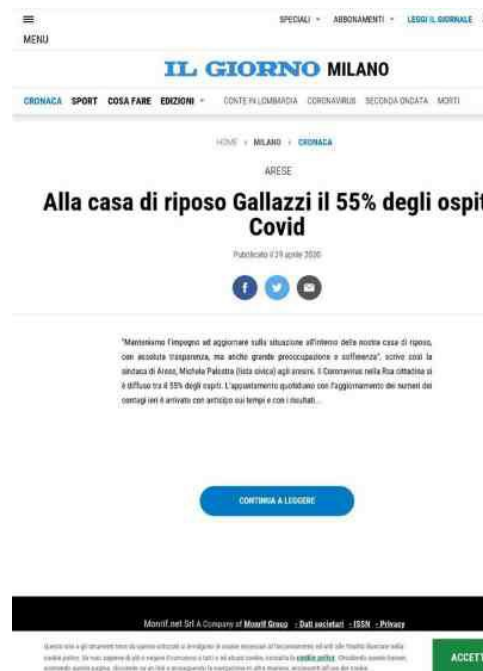 SPECIALI ABBONAMENTI LEGGI IL GIORNALE
MENU
IL GIORNO MILANO
CRONACA SPORT COSA FARE EDIZIONI CONTE IN LOMBARDIA CORONAVIRUS SECONDA ONDATA MORTI
HOME › MILANO › CRONACA
ARESE
Alla casa di riposo Gallazzi il 55% degli ospit
Covid
Pubblicato il 29 aprile 2020
"Manteniamo l'impegno ad aggiornare sulla situazione all'interno della nostra casa di riposo,
con assoluta trasparenza, ma anche grande preoccupazione e sofferenza", scrive così la
sindaca di Arese, Michela Palestra (lista civica) agli aresini. Il Coronavirus nella Rsa cittadina si
è diffuso tra il 55% degli ospiti. L'appuntamento quotidiano con l'aggiornamento dei numeri dei
contagi ieri è arrivato con anticipo sui tempi e con i risultati...
CONTINUA A LEGGERE
Monrif.net Srl A Company of Monrif Group - Dati societari - ISSN - Privacy
cookie policy
ACCETT